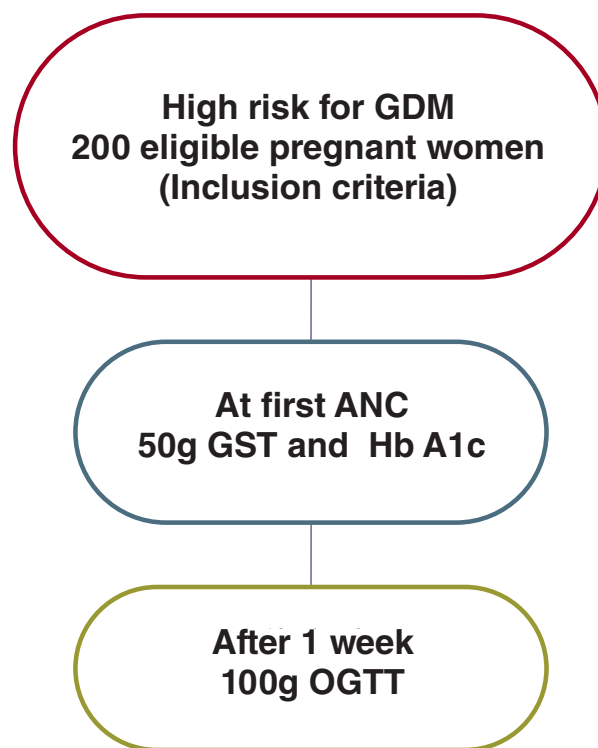 High risk for GDM
200 eligible pregnant women
(Inclusion criteria)
At first ANC
50g GST and Hb A1c
After 1 week
100g OGTT